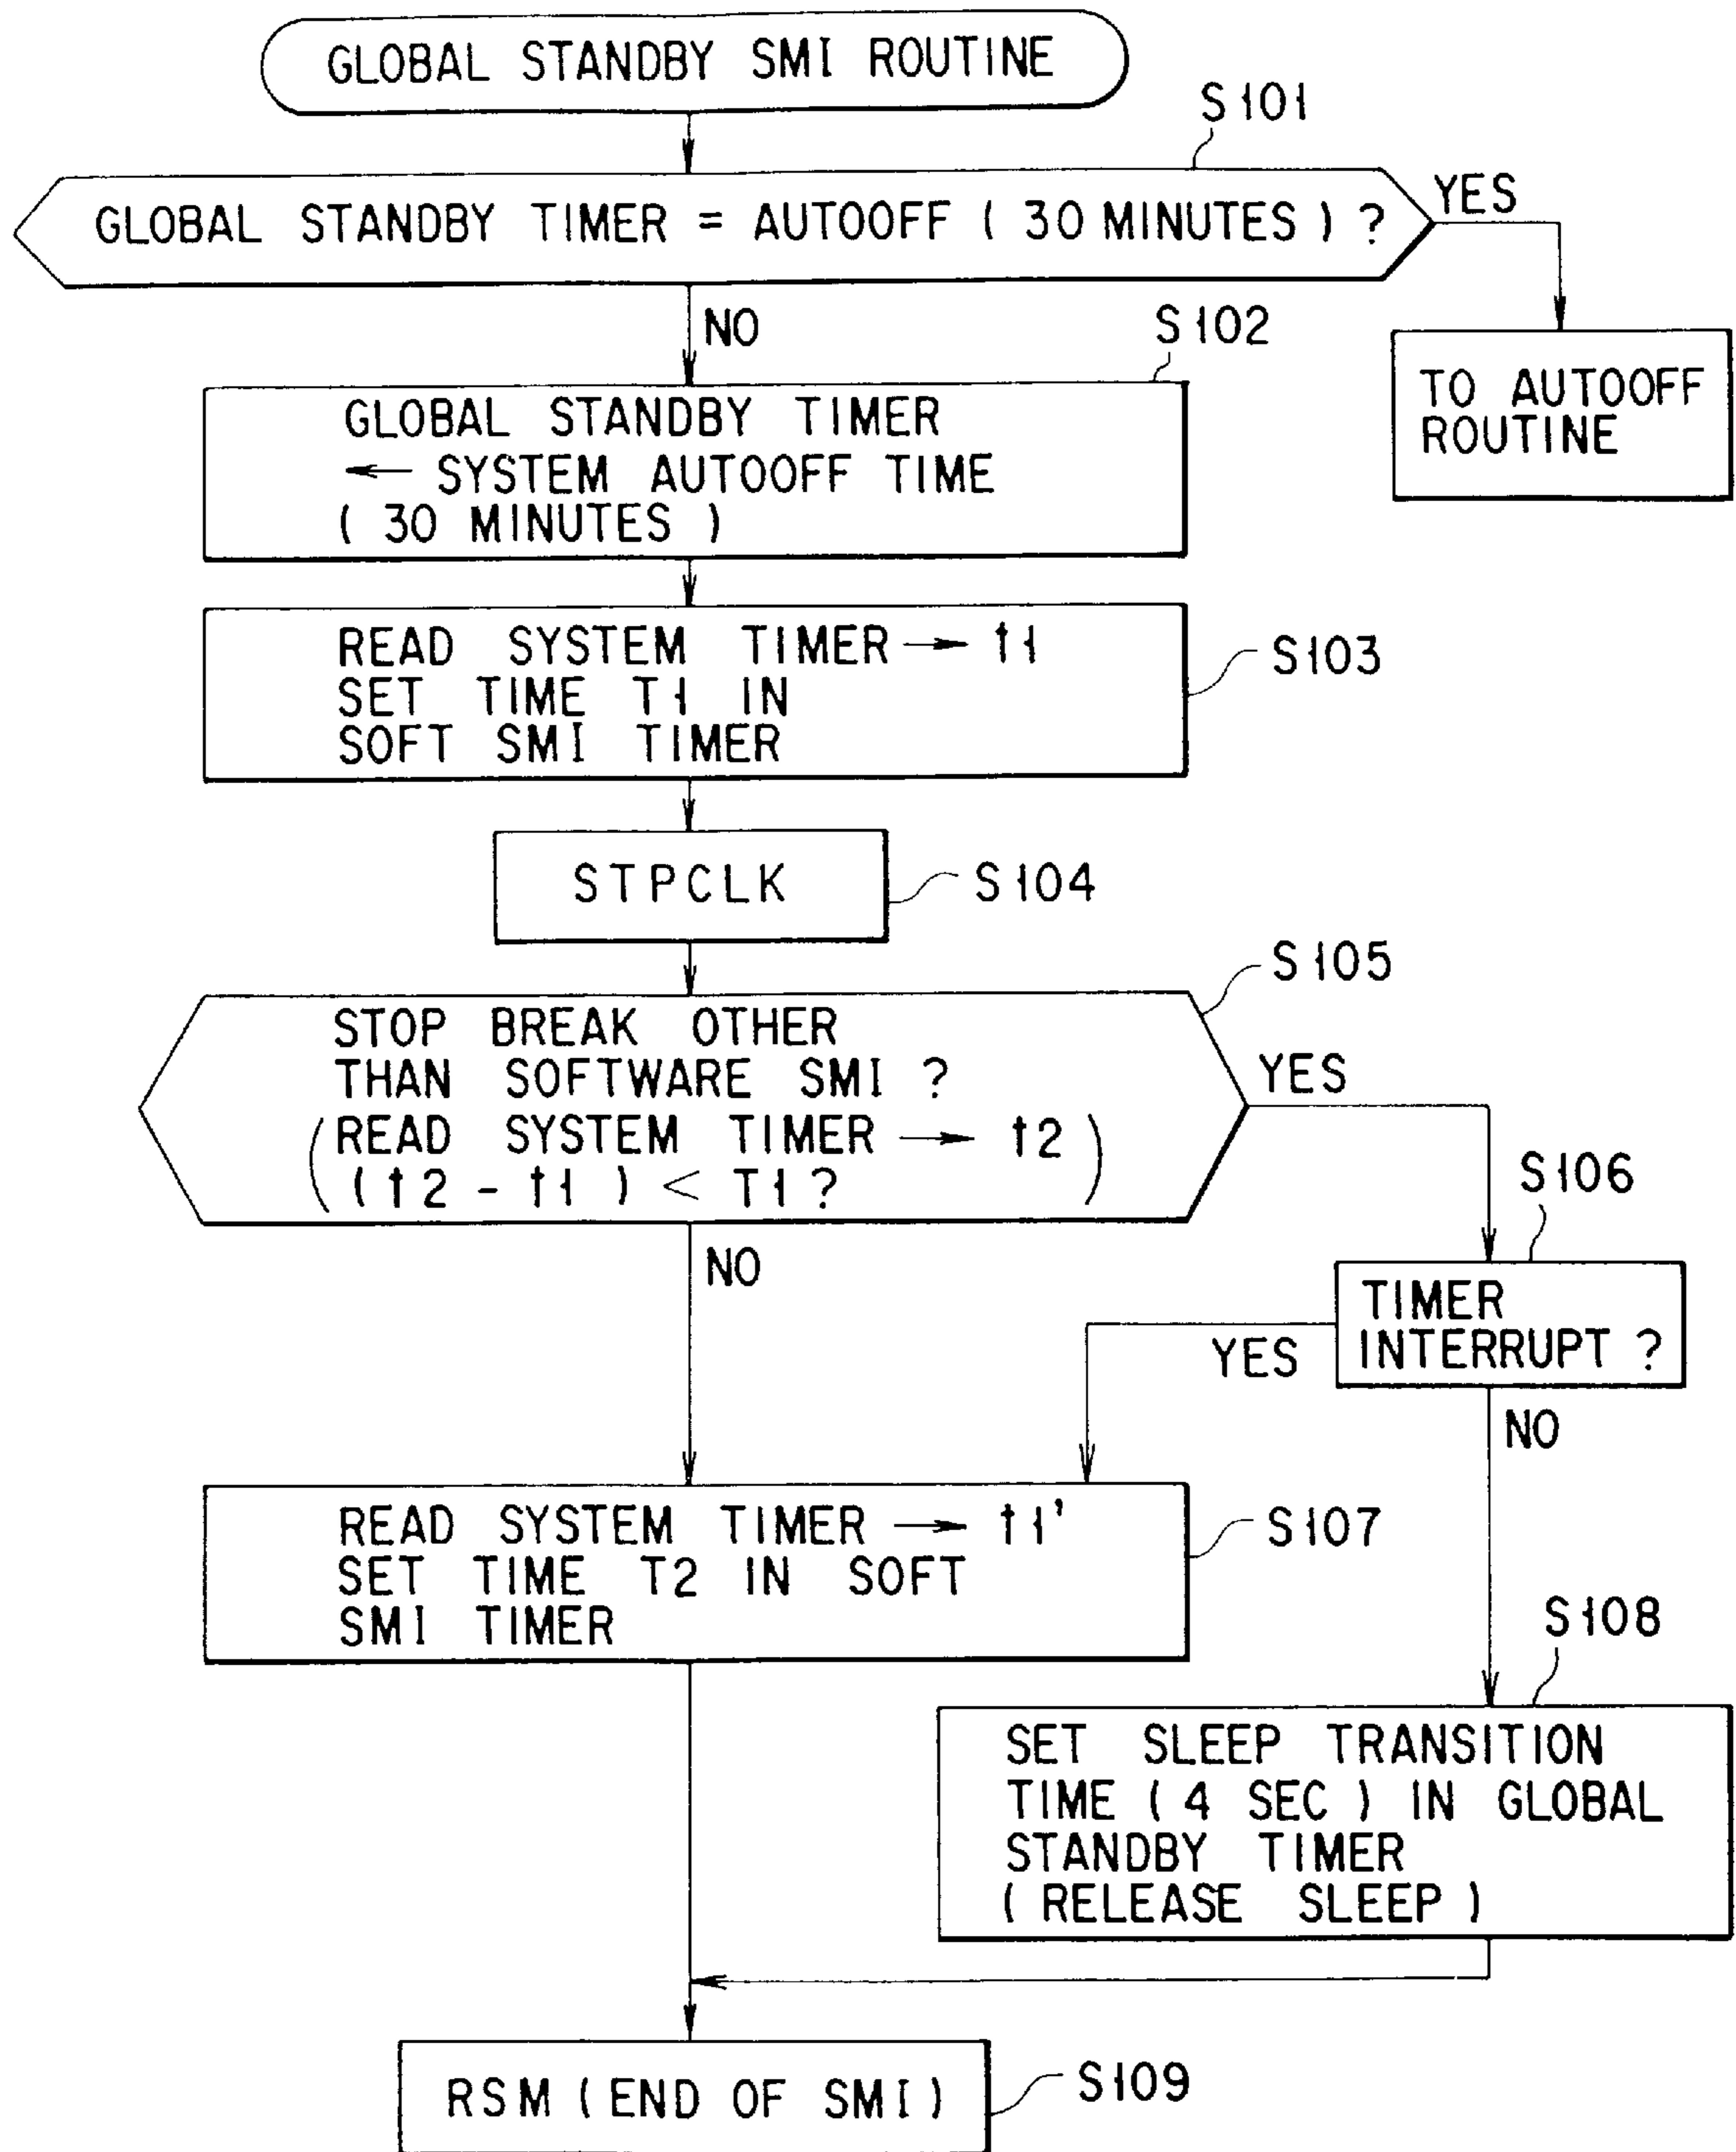 GLOBAL STANDBY SMI ROUTINE
S101
GLOBAL STANDBY TIMER = AUTOOFF ( 30 MINUTES ) ?
YES
NO
S102
TO AUTOOFF
ROUTINE
GLOBAL STANDBY TIMER
← SYSTEM AUTOOFF TIME
( 30 MINUTES )
READ SYSTEM TIMER → t1
SET TIME T1 IN
SOFT SMI TIMER
S103
STPCLK
S104
S105
STOP BREAK OTHER
THAN SOFTWARE SMI ?
(READ SYSTEM TIMER → t2
(t2 - t1 ) < T1 ? )
YES
NO
S106
TIMER
INTERRUPT ?
YES
NO
READ SYSTEM TIMER → t1'
SET TIME T2 IN SOFT
SMI TIMER
S107
S108
SET SLEEP TRANSITION
TIME ( 4 SEC ) IN GLOBAL
STANDBY TIMER
( RELEASE SLEEP )
RSM ( END OF SMI )
S109